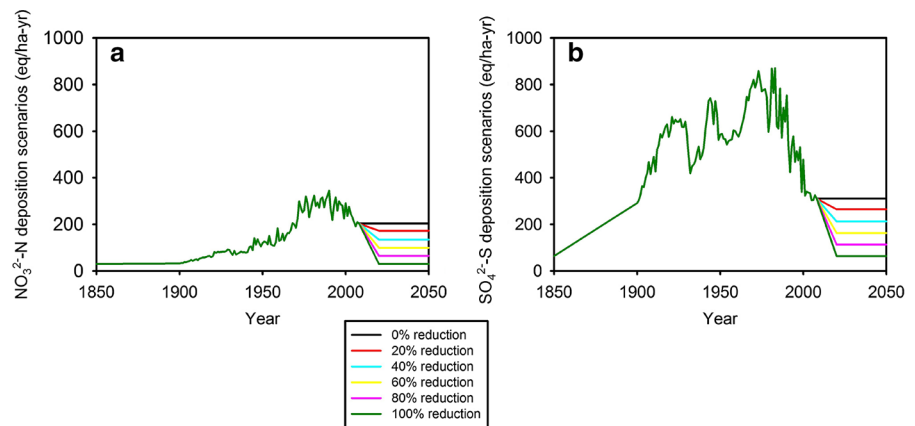 a
NO₃²⁻-N deposition scenarios (eq/ha-yr)
1000
800
600
400
200
0
1850 1900 1950 2000 2050
Year
b
SO₄²⁻-S deposition scenarios (eq/ha-yr)
1000
800
600
400
200
0
1850 1900 1950 2000 2050
Year
0% reduction
20% reduction
40% reduction
60% reduction
80% reduction
100% reduction